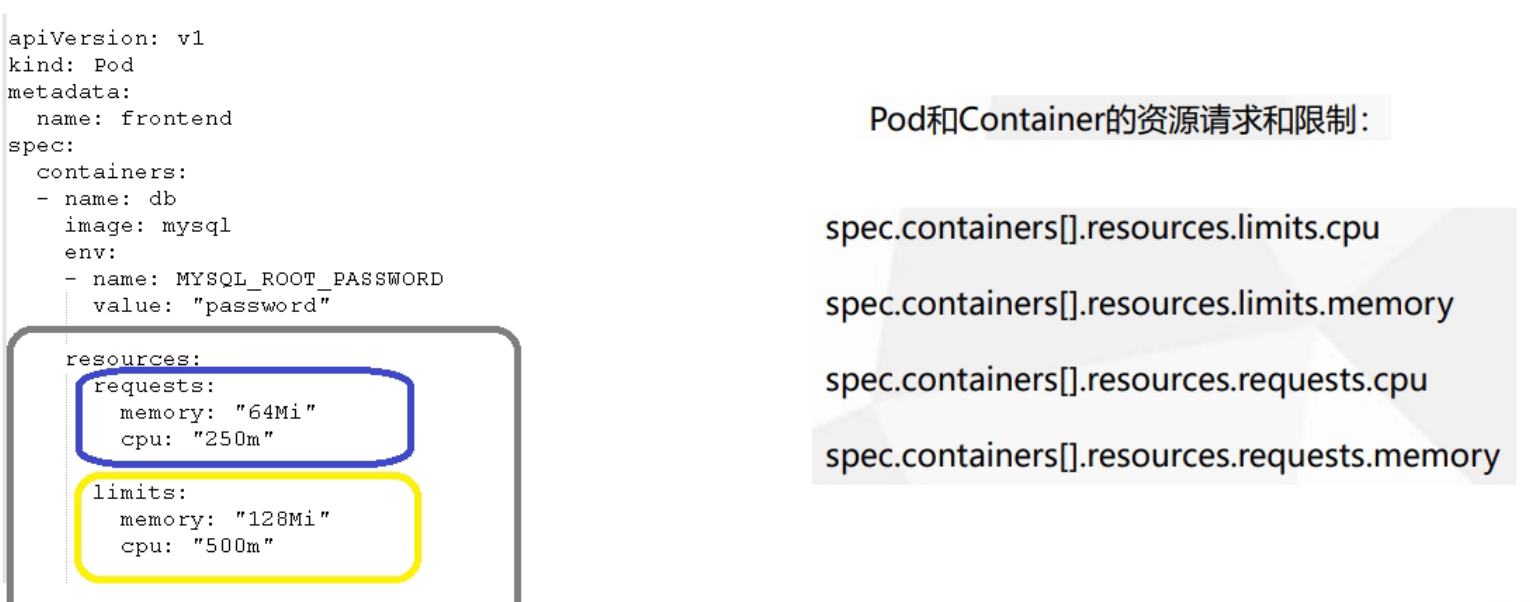 apiVersion: v1
kind: Pod
metadata:
  name: frontend
spec:
  containers:
  - name: db
    image: mysql
    env:
    - name: MYSQL_ROOT_PASSWORD
      value: "password"
    resources:
      requests:
        memory: "64Mi"
        cpu: "250m"
      limits:
        memory: "128Mi"
        cpu: "500m"
Pod和Container的资源请求和限制：
spec.containers[].resources.limits.cpu
spec.containers[].resources.limits.memory
spec.containers[].resources.requests.cpu
spec.containers[].resources.requests.memory